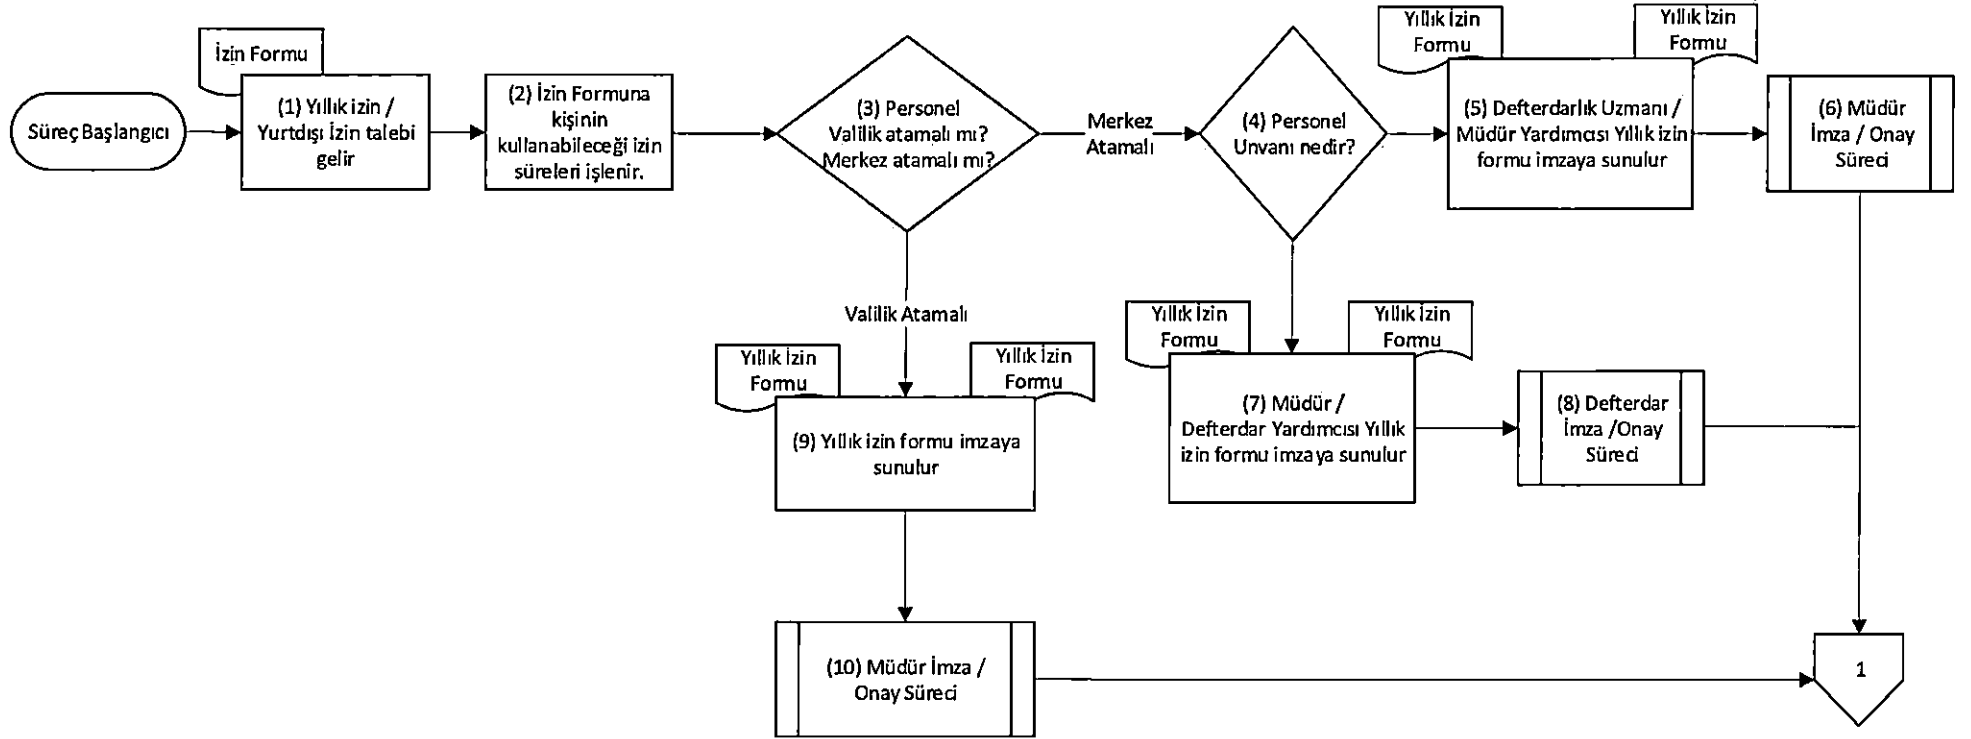 Süreç Başlangıcı
İzin Formu
(1) Yıllık izin /
Yurtdışı İzin talebi
gelir
(2) İzin Formuna
kişinin
kullanabileceği izin
süreleri işlenir.
(3) Personel
Valilik atamalı mı?
Merkez atamalı mı?
Merkez
Atamalı
(4) Personel
Unvanı nedir?
Yıllık İzin
Formu
Yıllık İzin
Formu
(5) Defterdarlık Uzmanı /
Müdür Yardımcısı Yıllık izin
formu imzaya sunulur
(6) Müdür
İmza / Onay
Süreci
Valilik Atamalı
Yıllık İzin
Formu
Yıllık İzin
Formu
(7) Müdür /
Defterdar Yardımcısı Yıllık
izin formu imzaya sunulur
(8) Defterdar
İmza /Onay
Süreci
Yıllık İzin
Formu
Yıllık İzin
Formu
(9) Yıllık izin formu imzaya
sunulur
(10) Müdür İmza /
Onay Süreci
1